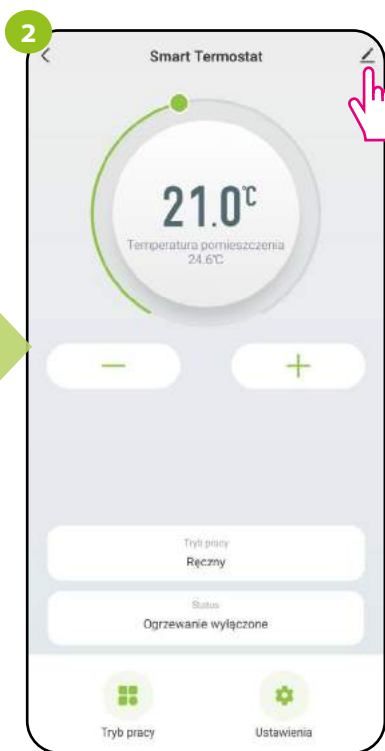 2
Smart Termostat
21.0°C
Temperatura pomieszczenia
24.6°C
Tryb pracy
Ręczny
Status
Ogrzewanie wyłączone
Tryb pracy
Ustawienia